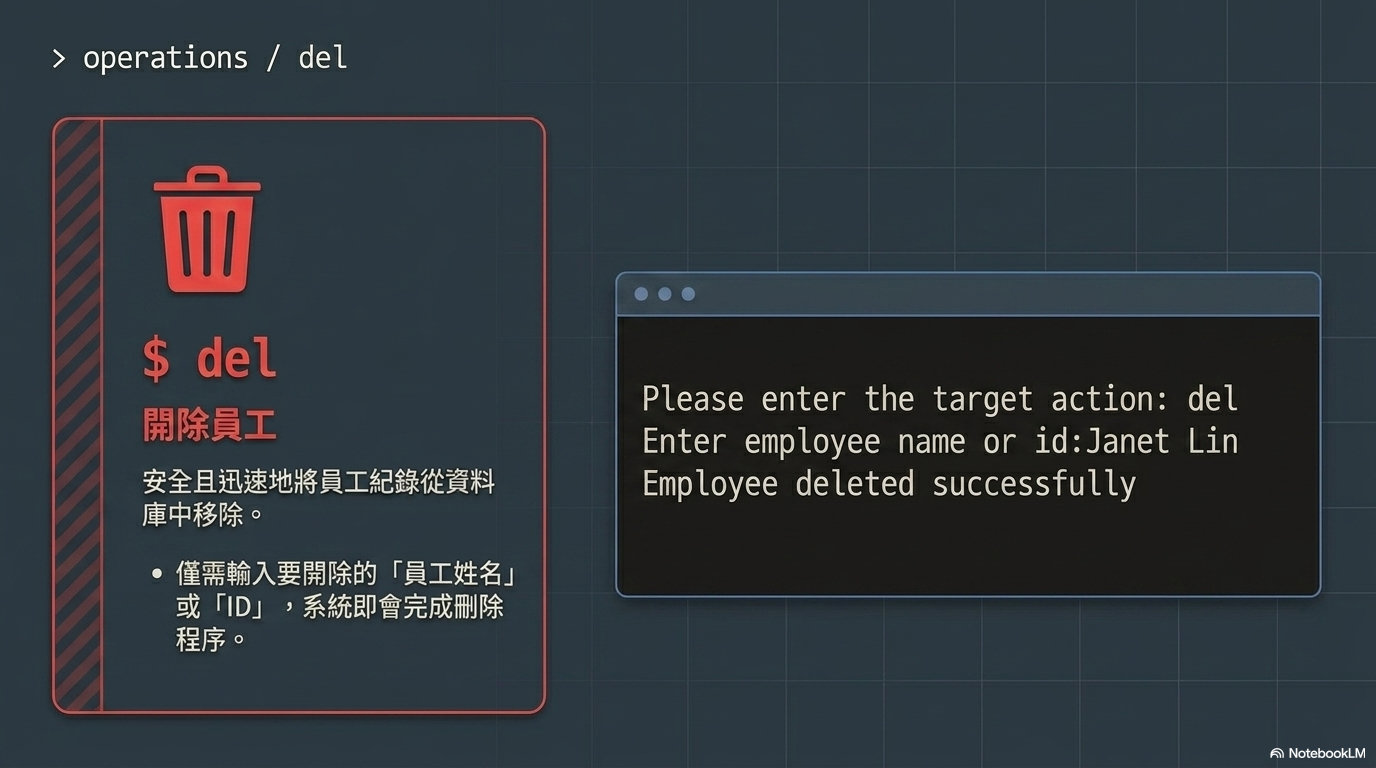 > operations / del
$ del
開除員工
安全且迅速地將員工紀錄從資料
庫中移除。
• 僅需輸入要開除的「員工姓名」
或「ID」，系統即會完成刪除
程序。
Please enter the target action: del
Enter employee name or id:Janet Lin
Employee deleted successfully
NotebookLM